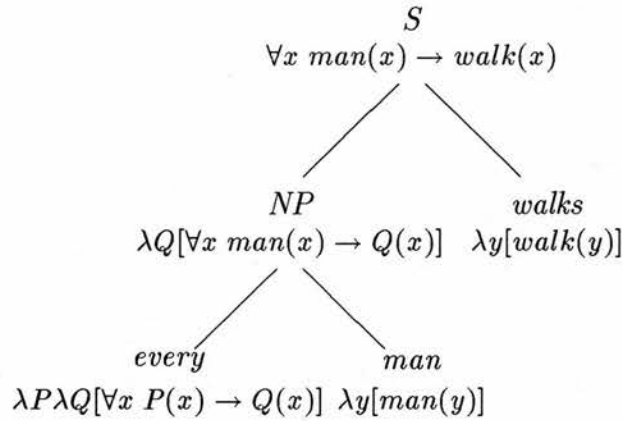 S
∀x man(x) → walk(x)
NP walks
λQ[∀x man(x) → Q(x)] λy[walk(y)]
every man
λPλQ[∀x P(x) → Q(x)] λy[man(y)]